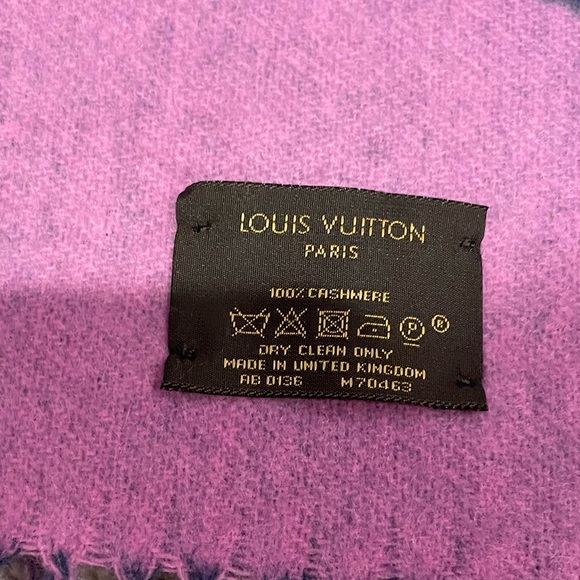 LOUIS VUITTON
PARIS
100% CASHMERE
P ®
DRY CLEAN ONLY
MADE IN UNITED KINGDOM
AB 0136 M70463